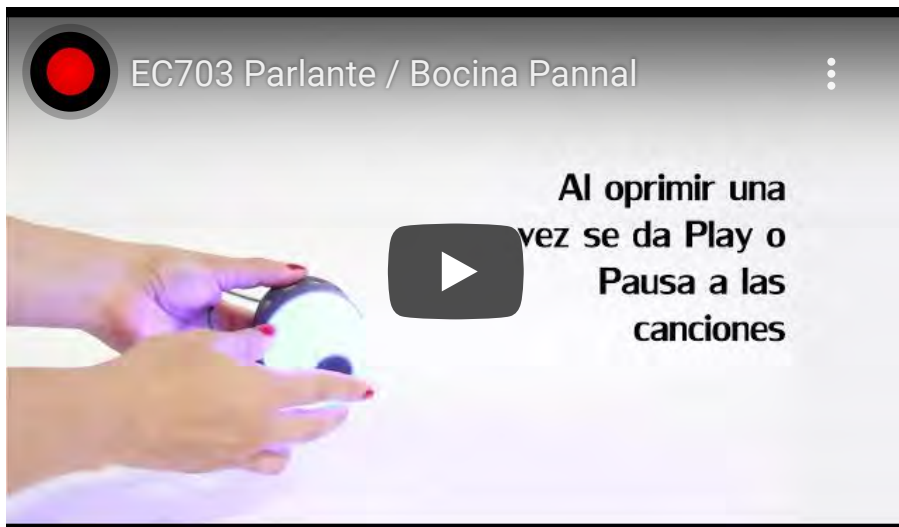 EC703 Parlante / Bocina Pannal
Al oprimir una
vez se da Play o
Pausa a las
canciones